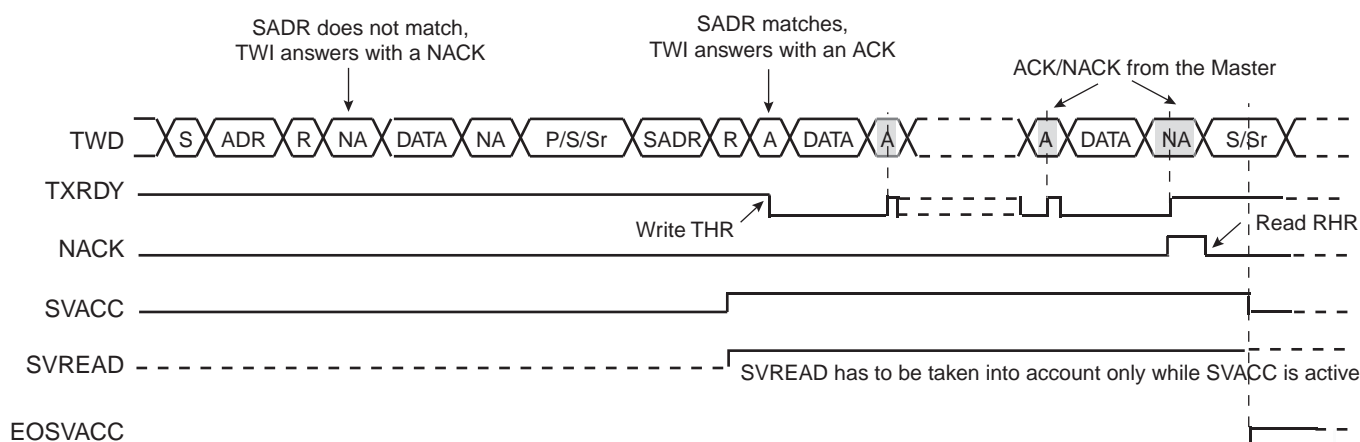 SADR does not match,
TWI answers with a NACK
SADR matches,
TWI answers with an ACK
ACK/NACK from the Master
TWD S ADR R NA DATA NA P/S/Sr SADR R A DATA A A DATA NA S/Sr
TXRDY
Write THR
Read RHR
NACK
SVACC
SVREAD
SVREAD has to be taken into account only while SVACC is active
EOSVACC